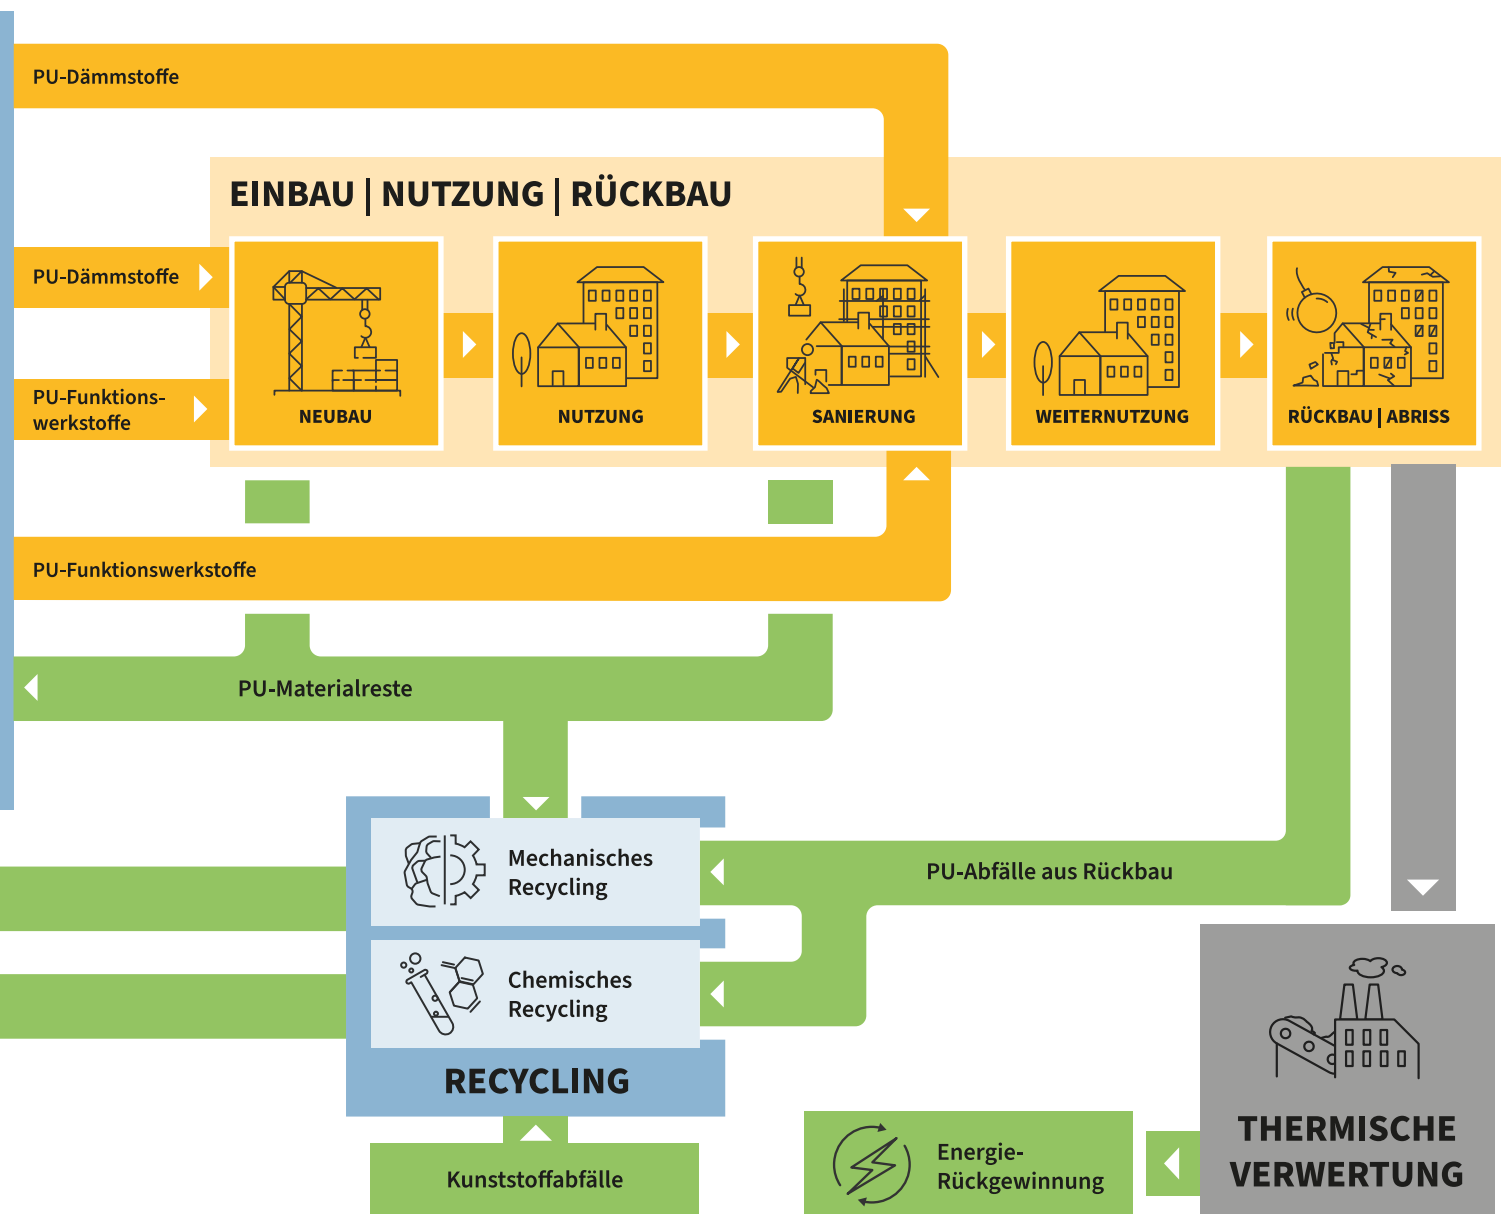 PU-Dämmstoffe
EINBAU | NUTZUNG | RÜCKBAU
PU-Dämmstoffe
PU-Funktions-
werkstoffe
NEUBAU
NUTZUNG
SANIERUNG
WEITERNUTZUNG
RÜCKBAU | ABRISS
PU-Funktionswerkstoffe
PU-Materialreste
Mechanisches
Recycling
PU-Abfälle aus Rückbau
Chemisches
Recycling
RECYCLING
Kunststoffabfälle
Energie-
Rückgewinnung
THERMISCHE
VERWERTUNG